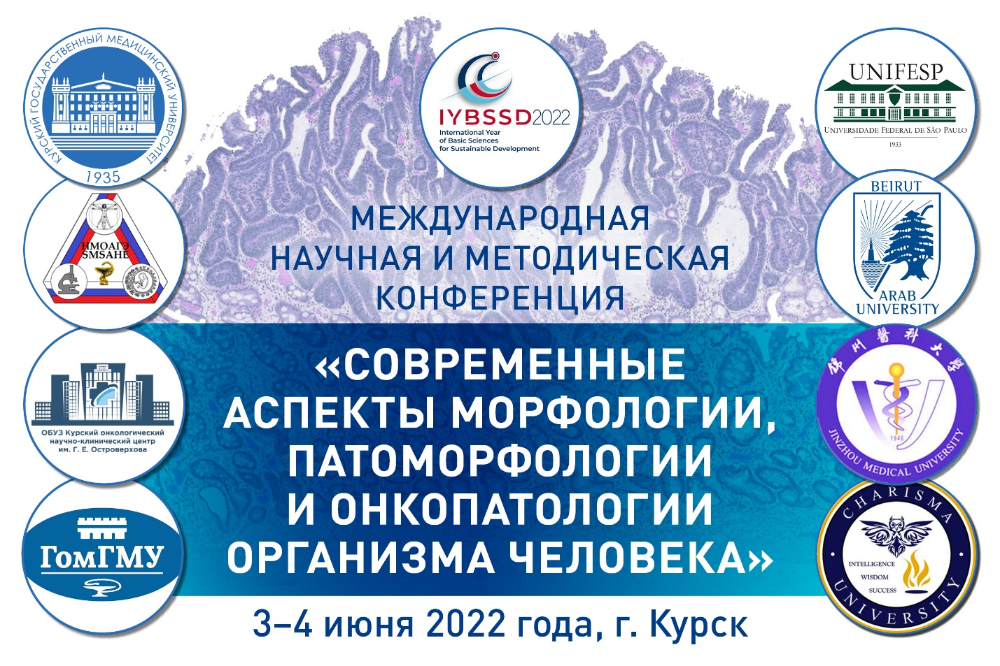 КУРСКИЙ ГОСУДАРСТВЕННЫЙ МЕДИЦИНСКИЙ УНИВЕРСИТЕТ
1935
НМОАГЭ
SMSAHE
ОБУЗ Курский онкологический
научно-клинический центр
им. Г. Е. Островерхова
ГомГМУ
IYBSSD2022
International Year
of Basic Sciences
for Sustainable Development
МЕЖДУНАРОДНАЯ
НАУЧНАЯ И МЕТОДИЧЕСКАЯ
КОНФЕРЕНЦИЯ
«СОВРЕМЕННЫЕ
АСПЕКТЫ МОРФОЛОГИИ,
ПАТОМОРФОЛОГИИ
И ОНКОПАТОЛОГИИ
ОРГАНИЗМА ЧЕЛОВЕКА»
3–4 июня 2022 года, г. Курск
UNIFESP
UNIVERSIDADE FEDERAL DE SÃO PAULO
1933
BEIRUT
ARAB
UNIVERSITY
錦州醫科大學
1946
JINZHOU MEDICAL UNIVERSITY
CHARISMA
INTELLIGENCE
WISDOM
SUCCESS
UNIVERSITY